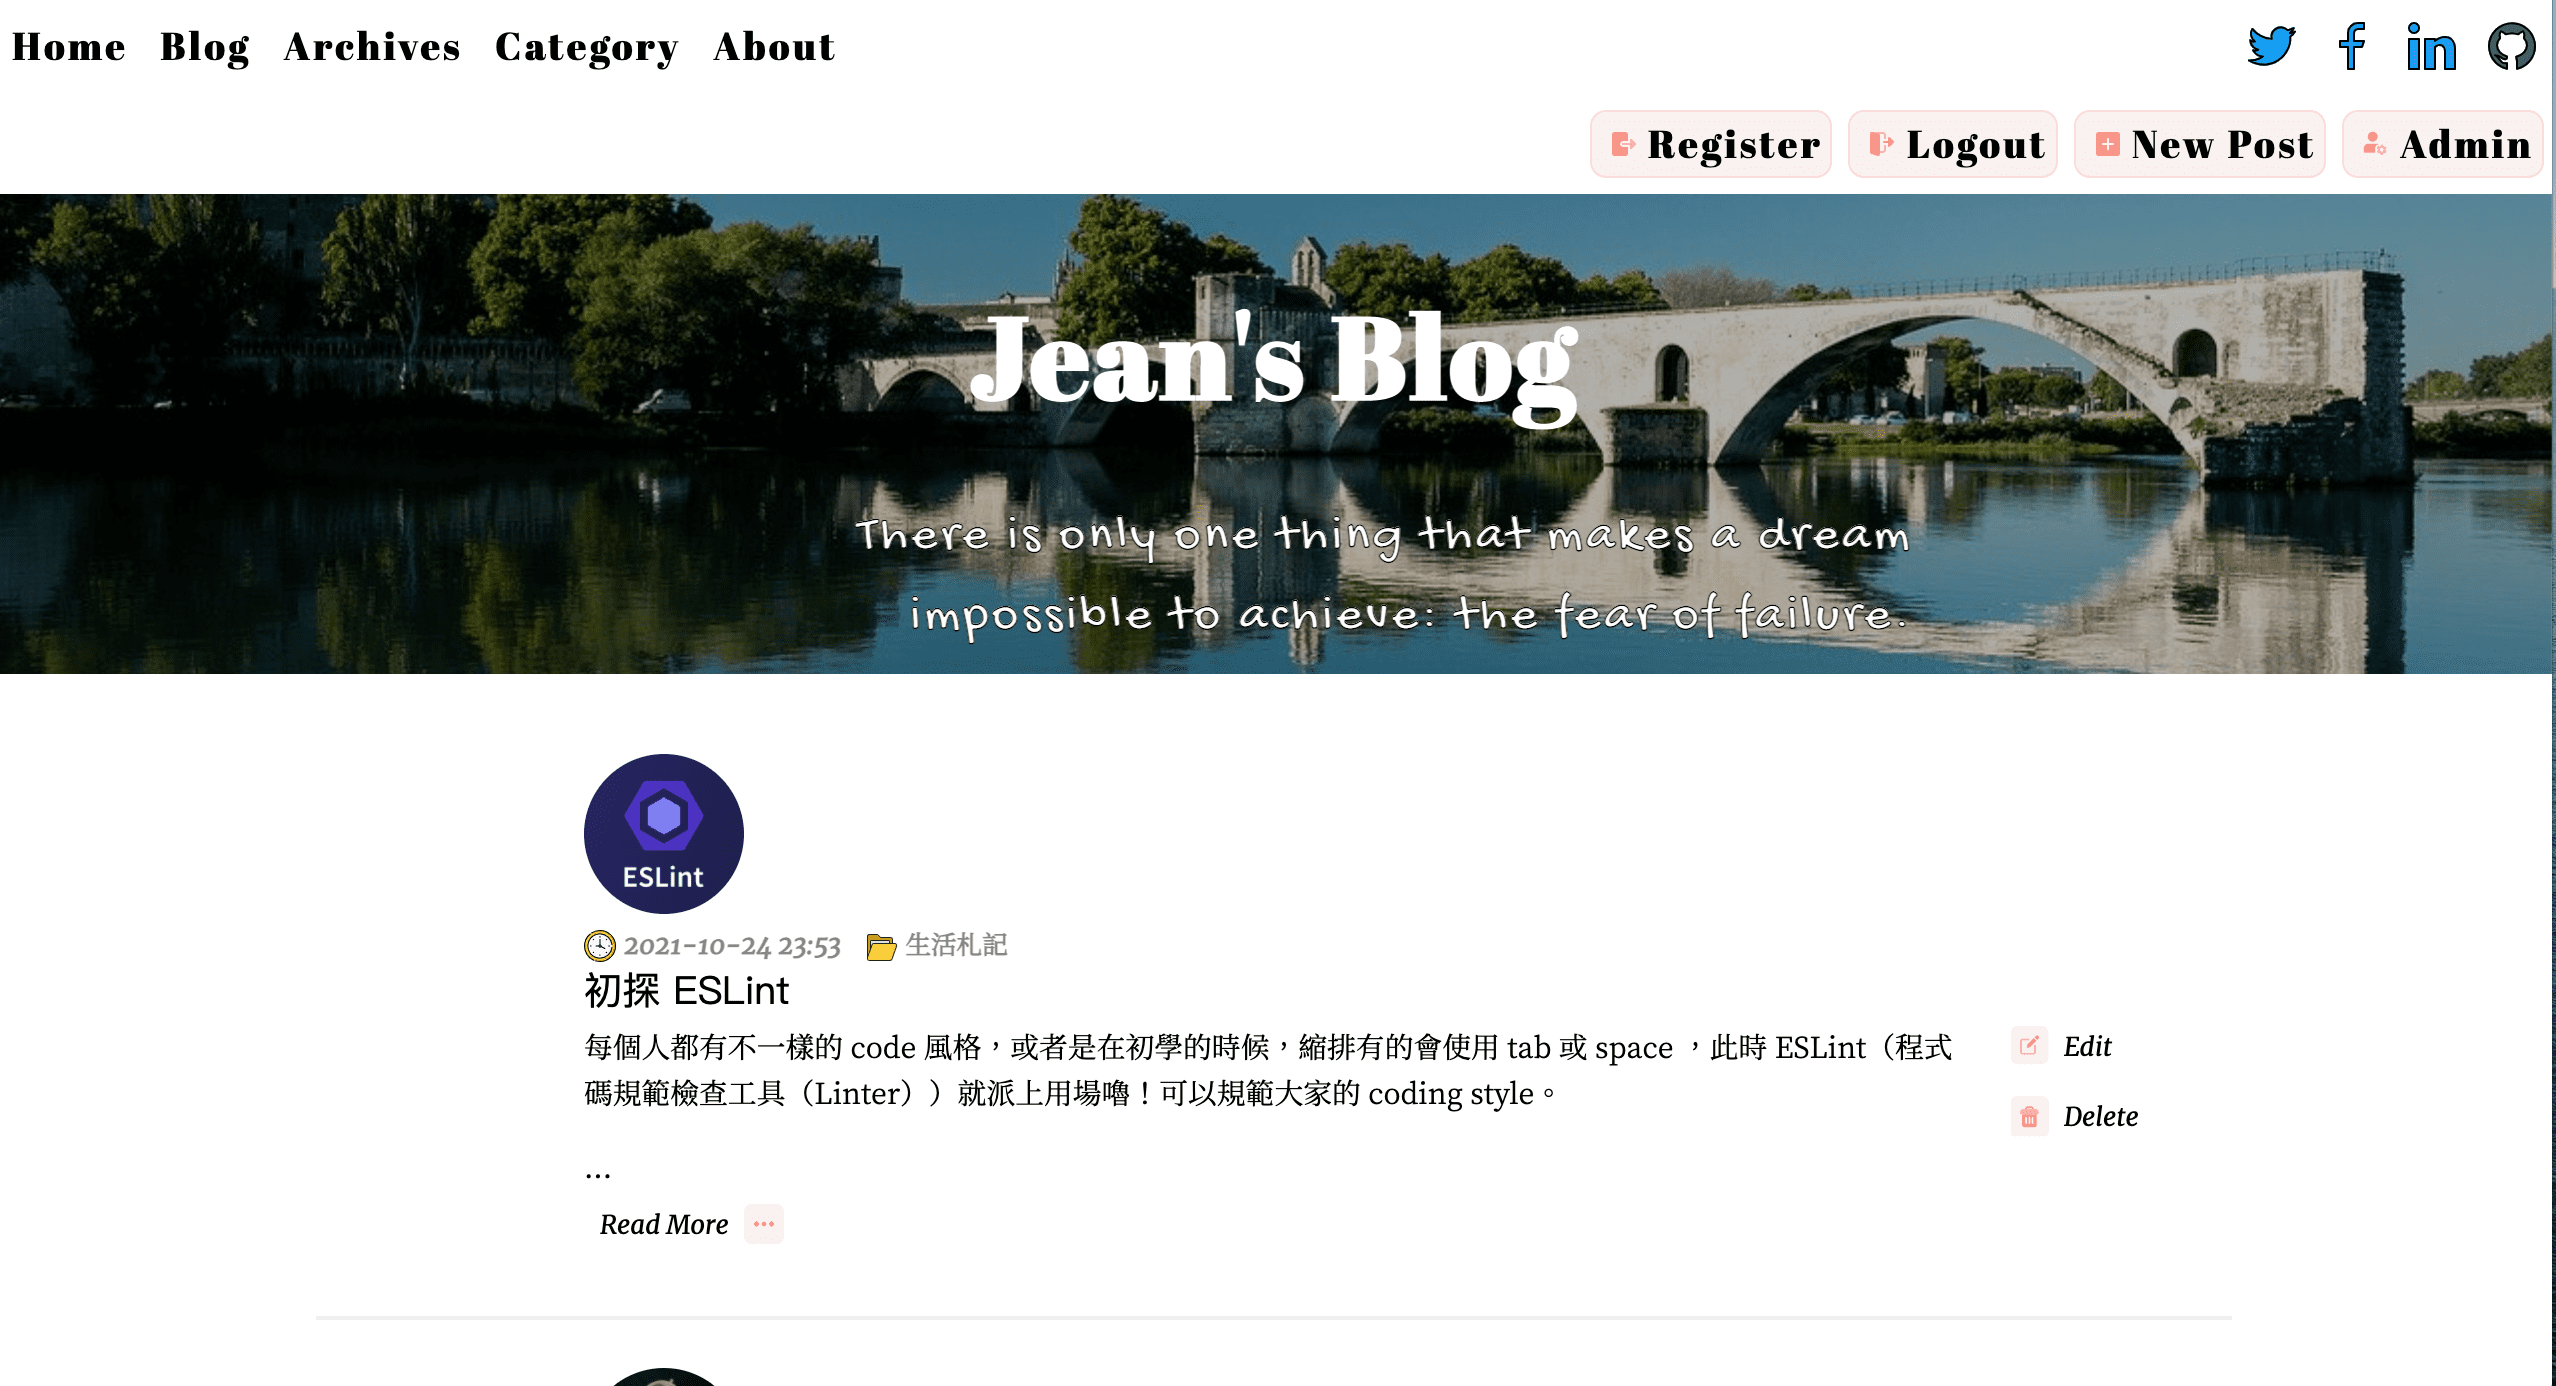 Home Blog Archives Category About
Register Logout New Post Admin
Jean's Blog
There is only one thing that makes a dream
impossible to achieve: the fear of failure.
ESLint
2021-10-24 23:53 生活札記
初探 ESLint
每個人都有不一樣的 code 風格，或者是在初學的時候，縮排有的會使用 tab 或 space ，此時 ESLint（程式
碼規範檢查工具（Linter））就派上用場嚕！可以規範大家的 coding style。
...
Edit
Delete
Read More